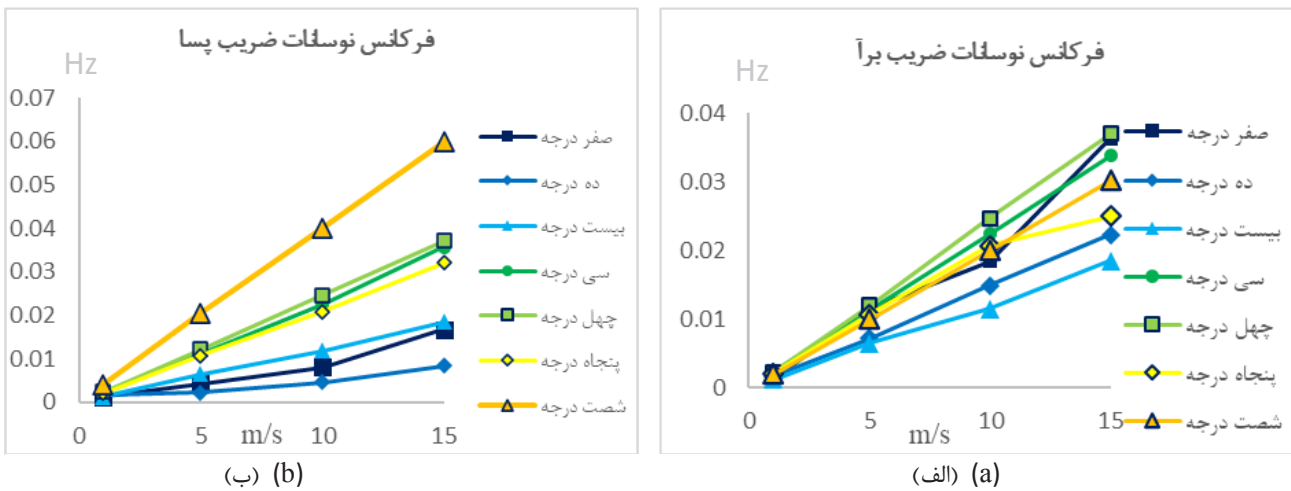 فرکانس نوسانات ضریب پسا
Hz
0.07
0.06
0.05
0.04
0.03
0.02
0.01
0
0
5
m/s
10
15
صفر درجه
ده درجه
بیست درجه
سی درجه
چهل درجه
پنجاه درجه
شصت درجه
(b) (ب)
فرکانس نوسانات ضریب برآ
Hz
0.04
0.03
0.02
0.01
0
0
5
m/s
10
15
صفر درجه
ده درجه
بیست درجه
سی درجه
چهل درجه
پنجاه درجه
شصت درجه
(a) (الف)